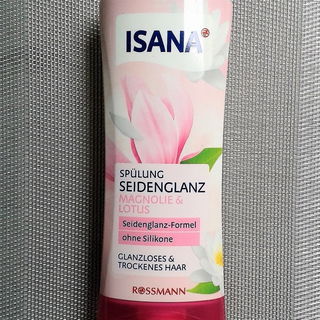 ISANA
SPÜLUNG
SEIDENGLANZ
MAGNOLIE &
LOTUS
Seidenglanz-Formel
ohne Silikone
GLANZLOSES &
TROCKENES HAAR
ROSSMANN